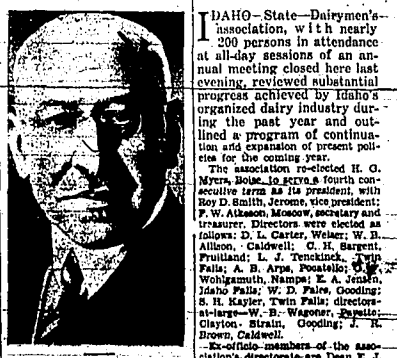 IDAHO State Dairymen's
association, with nearly
200 persons in attendance
at all-day sessions of an an-
nual meeting closed here last
evening, reviewed substantial
progress achieved by Idaho's
organized dairy industry dur-
ing the past year and out-
lined a program of continua-
tion and expansion of present poli-
cies for the coming year.
The association re-elected H. G.
Myers, Boise, to serve a fourth con-
secutive term as its president, with
Roy D. Smith, Jerome, vice president;
F. W. Atkeson, Moscow, secretary and
treasurer. Directors were elected as
follows: D. L. Carter, Weiser; W. B.
Allison, Caldwell; C. H. Sargent,
Fruitland; L. J. Tenckinck, Twin
Falls; A. B. Arps, Pocatello;
Wohlgamuth, Nampa; E. A. Jensen,
Idaho Falls; W. D. Fales, Gooding;
S. H. Kayler, Twin Falls; directors-
at-large—W. B. Wagoner, Payette;
Clayton Strain, Gooding; J. R.
Brown, Caldwell.
Ex-officio members of the asso-
ciation's directorate are Dean E. J.